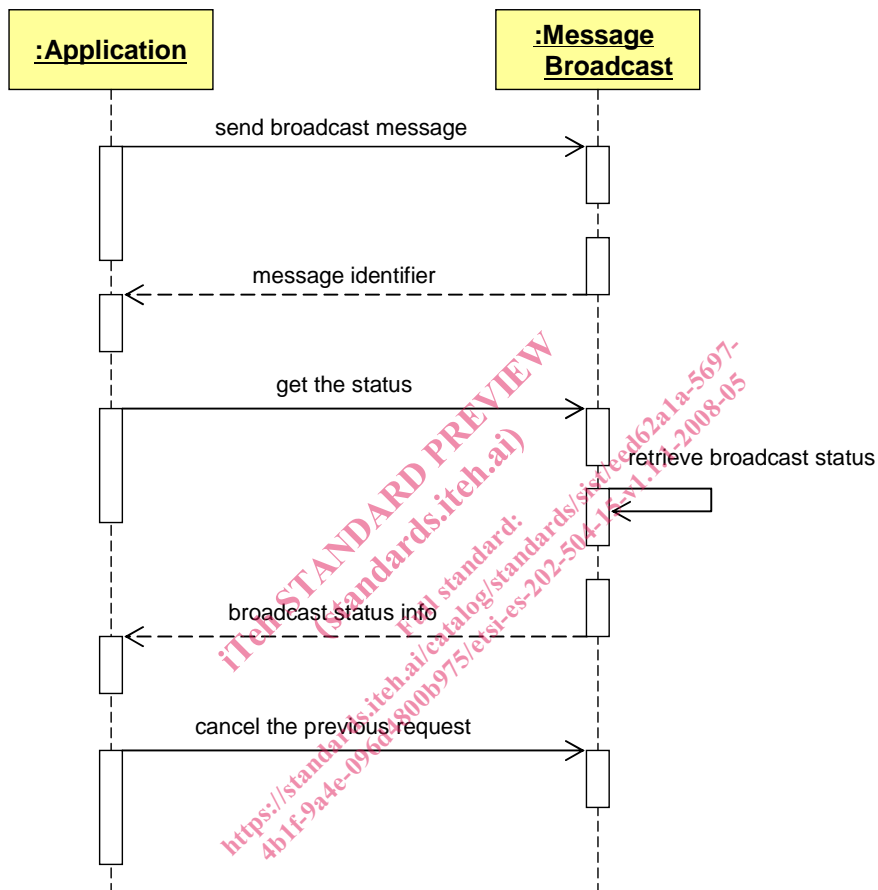 :Application
:Message
Broadcast
send broadcast message
message identifier
get the status
retrieve broadcast status
broadcast status info
cancel the previous request
iTeh STANDARD PREVIEW
(standards.iteh.ai)
Full standard:
https://standards.iteh.ai/catalog/standards/sist/eed62a1a-5697-
4b1f-9a4e-096d4800b975/etsi-es-202-504-15-v1.1.1-2008-05